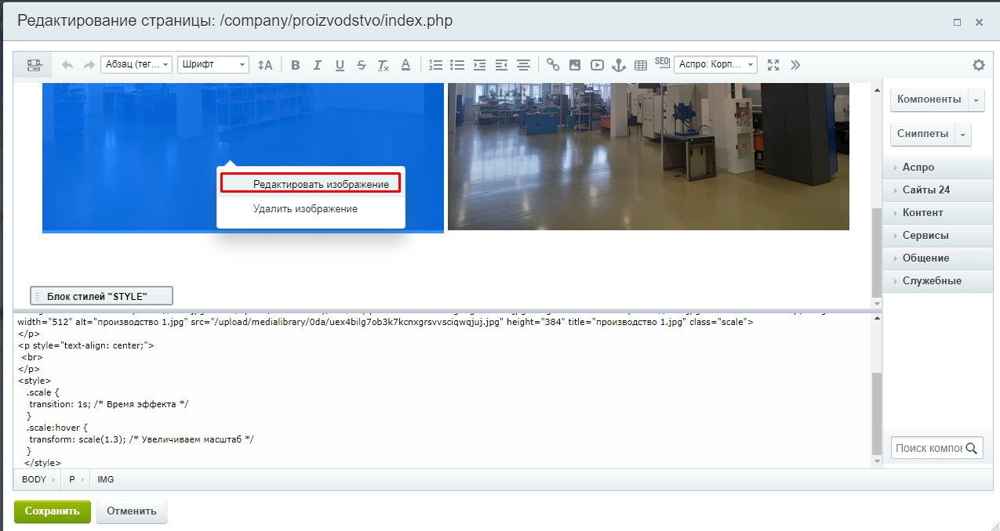 Редактирование страницы: /company/proizvodstvo/index.php
Абзац (тег... Шрифт SEO Аспро: Корп...
Редактировать изображение
Удалить изображение
Блок стилей "STYLE"
width="512" alt="производство 1.jpg" src="/upload/medialibrary/0da/uex4bilg7ob3k7kcnxgrsvvsciqwqjuj.jpg" height="384" title="производство 1.jpg" class="scale">
</p>
<p style="text-align: center;">
<br>
</p>
<style>
.scale {
transition: 1s; /* Время эффекта */
}
.scale:hover {
transform: scale(1.3); /* Увеличиваем масштаб */
}
</style>
BODY P IMG
Компоненты
Сниппеты
Аспро
Сайты 24
Контент
Сервисы
Общение
Служебные
Поиск компон
Сохранить Отменить